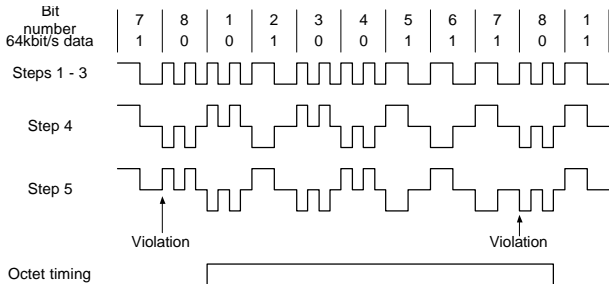 Bit number 7 8 1 2 3 4 5 6 7 8 1
64kbit/s data 1 0 0 1 0 0 1 1 1 0 1
Steps 1 - 3
Step 4
Step 5
Violation Violation
Octet timing